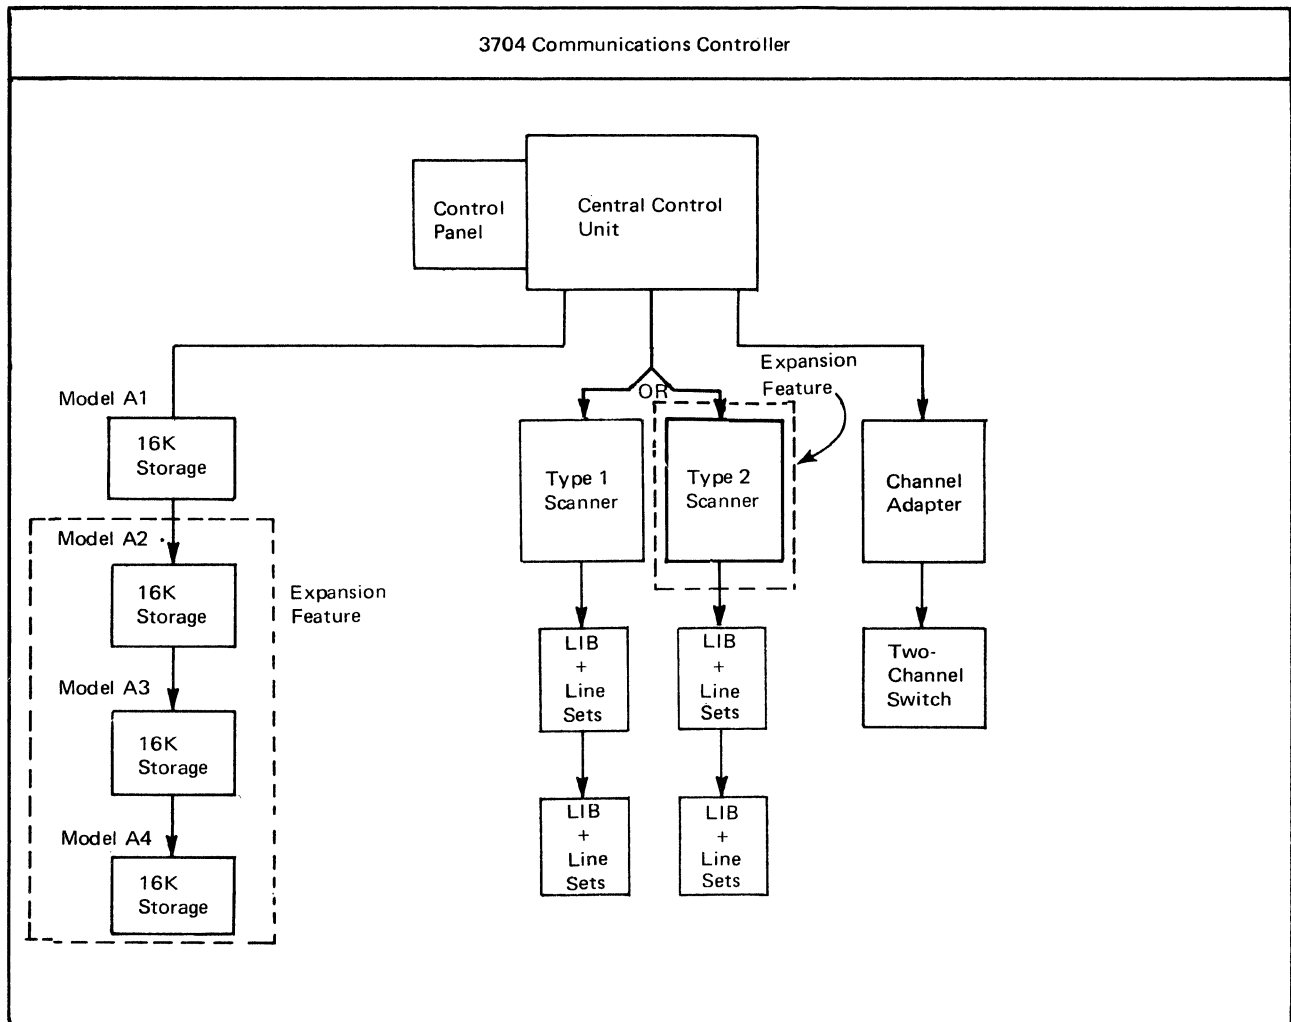 3704 Communications Controller
Control
Panel
Central Control
Unit
Expansion
Feature
OR
Model A1
16K
Storage
Type 1
Scanner
Type 2
Scanner
Channel
Adapter
Model A2
16K
Storage
Expansion
Feature
LIB
+
Line
Sets
LIB
+
Line
Sets
Two-
Channel
Switch
Model A3
16K
Storage
LIB
+
Line
Sets
LIB
+
Line
Sets
Model A4
16K
Storage